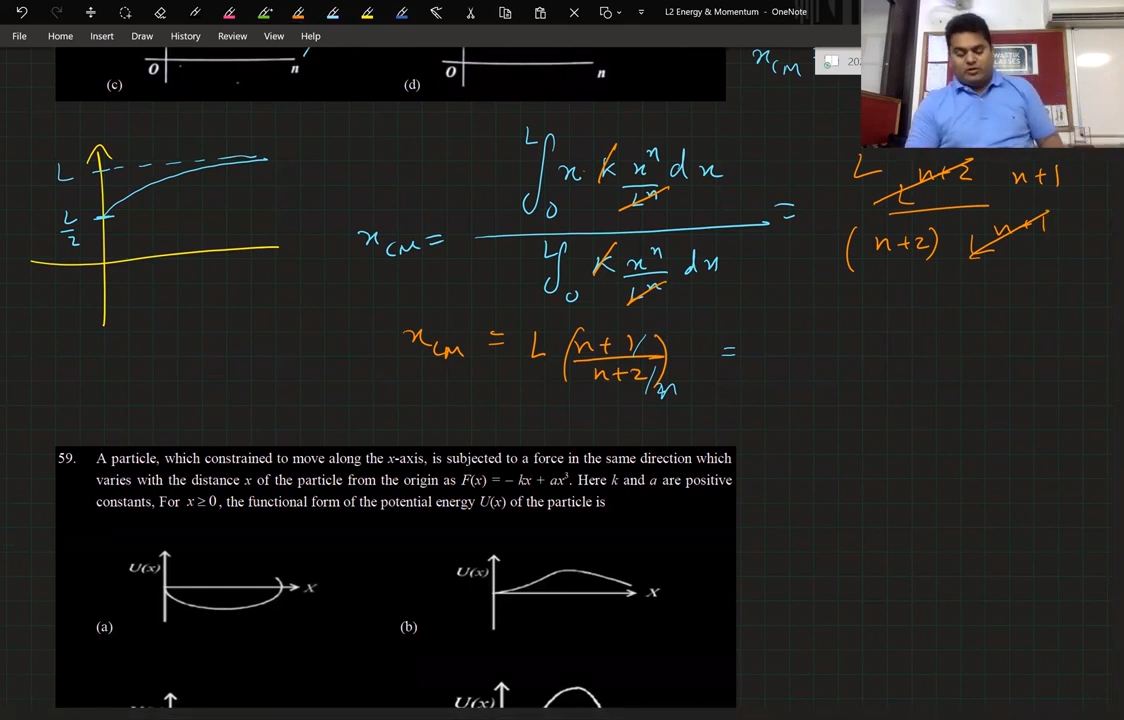 L2 Energy & Momentum - OneNote
File Home Insert Draw History Review View Help
O n
(c)
O n
(d)
x_CM
L
L/2
x_CM = ∫₀ᴸ x k xⁿ/Lⁿ dx / ∫₀ᴸ k xⁿ/Lⁿ dx =
L^(n+2) n+1
(n+2) L^(n+1)
x_CM = L (n+1/n+2) =
59. A particle, which constrained to move along the x-axis, is subjected to a force in the same direction which
varies with the distance x of the particle from the origin as F(x) = – kx + ax³. Here k and a are positive
constants, For x ≥ 0, the functional form of the potential energy U(x) of the particle is
U(x) X
(a)
U(x) X
(b)
U(x)